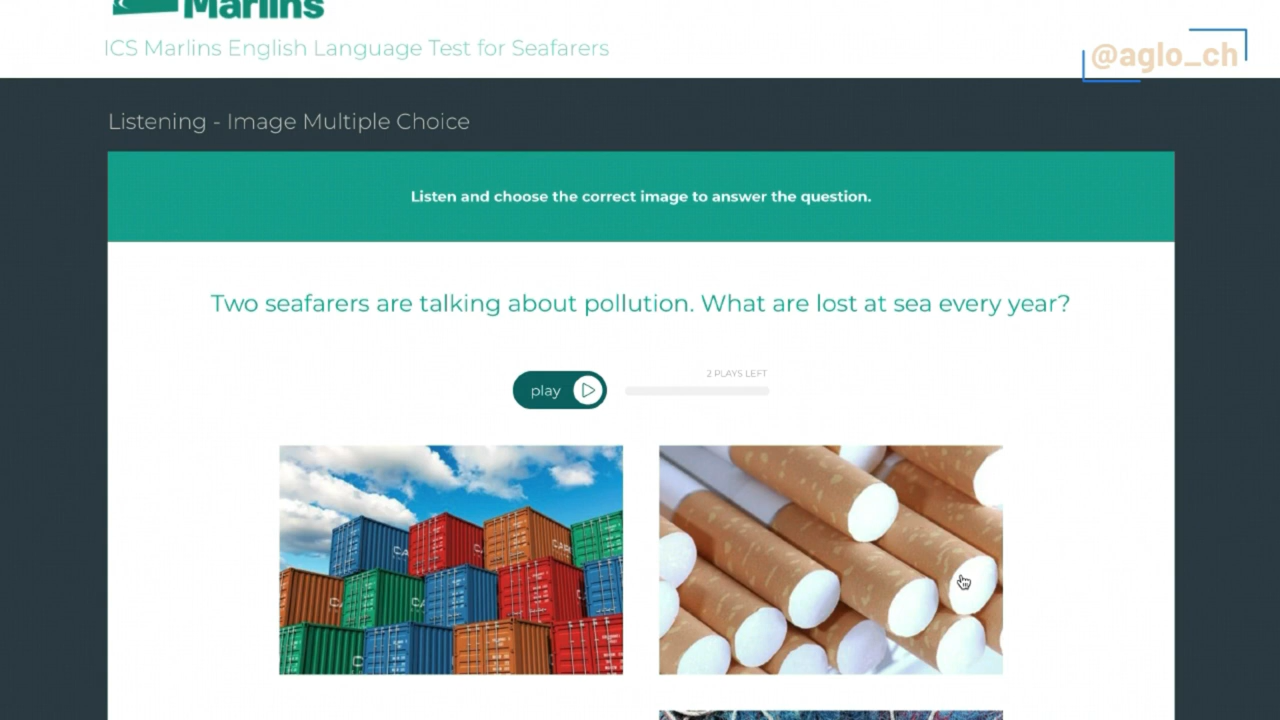 Marlins
ICS Marlins English Language Test for Seafarers
@aglo_ch
Listening - Image Multiple Choice
Listen and choose the correct image to answer the question.
Two seafarers are talking about pollution. What are lost at sea every year?
2 PLAYS LEFT
play